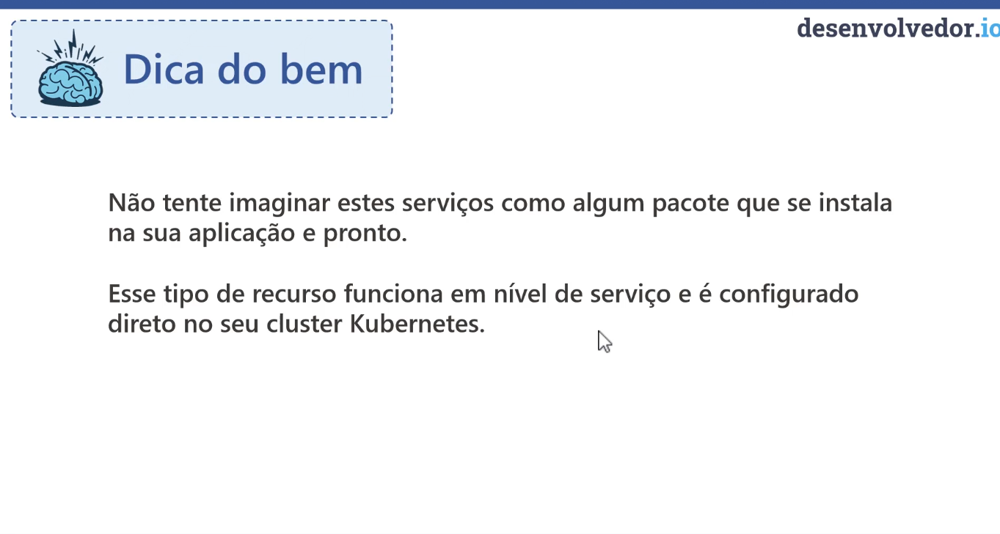 desenvolvedor.io
Dica do bem
Não tente imaginar estes serviços como algum pacote que se instala
na sua aplicação e pronto.
Esse tipo de recurso funciona em nível de serviço e é configurado
direto no seu cluster Kubernetes.